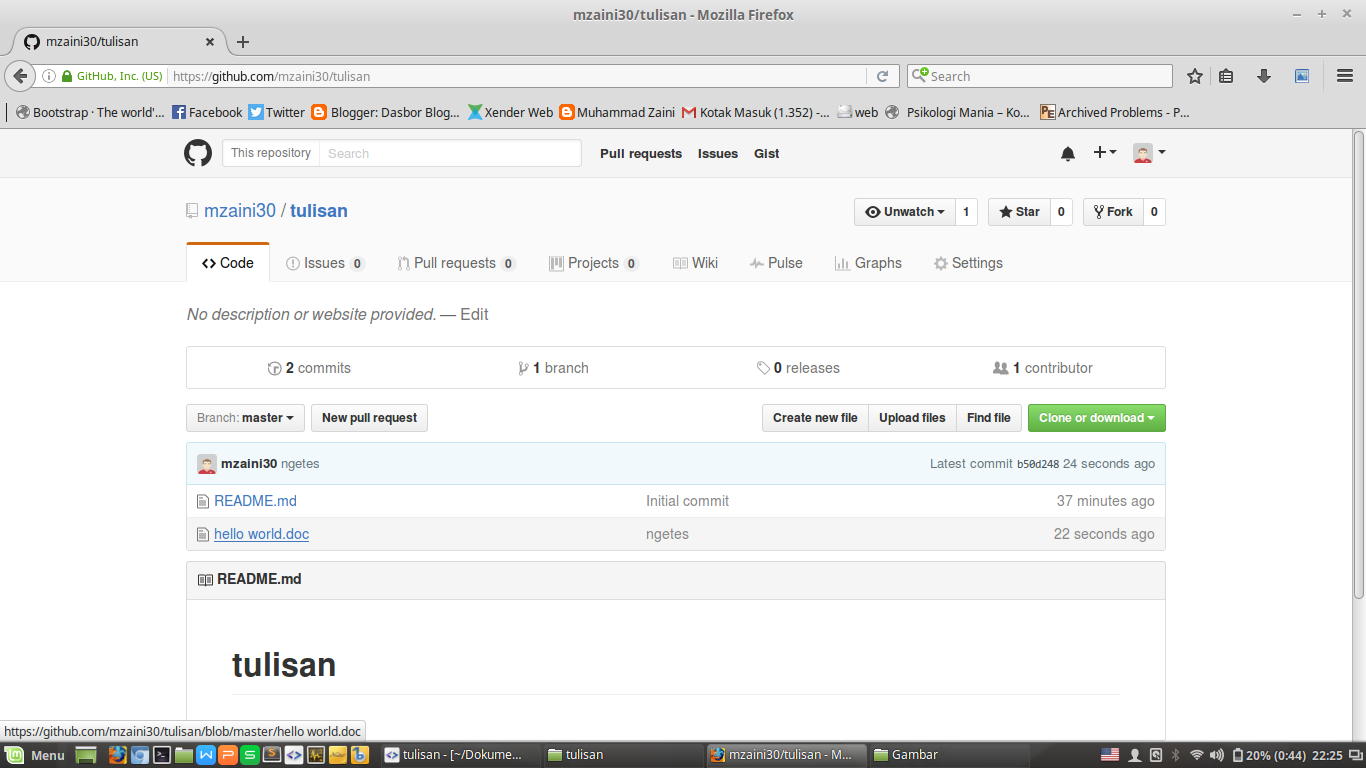 mzaini30/tulisan - Mozilla Firefox
mzaini30/tulisan
GitHub, Inc. (US) https://github.com/mzaini30/tulisan Search
Bootstrap · The world'... Facebook Twitter Blogger: Dasbor Blog... Xender Web Muhammad Zaini Kotak Masuk (1.352) -... web Psikologi Mania – Ko... Archived Problems - P...
This repository Search Pull requests Issues Gist
mzaini30 / tulisan Unwatch 1 Star 0 Fork 0
Code Issues 0 Pull requests 0 Projects 0 Wiki Pulse Graphs Settings
No description or website provided. — Edit
2 commits 1 branch 0 releases 1 contributor
Branch: master New pull request Create new file Upload files Find file Clone or download
mzaini30 ngetes Latest commit b50d248 24 seconds ago
README.md Initial commit 37 minutes ago
hello world.doc ngetes 22 seconds ago
README.md
tulisan
https://github.com/mzaini30/tulisan/blob/master/hello world.doc
Menu tulisan - [~/Dokume... tulisan mzaini30/tulisan - M... Gambar 20% (0:44) 22:25